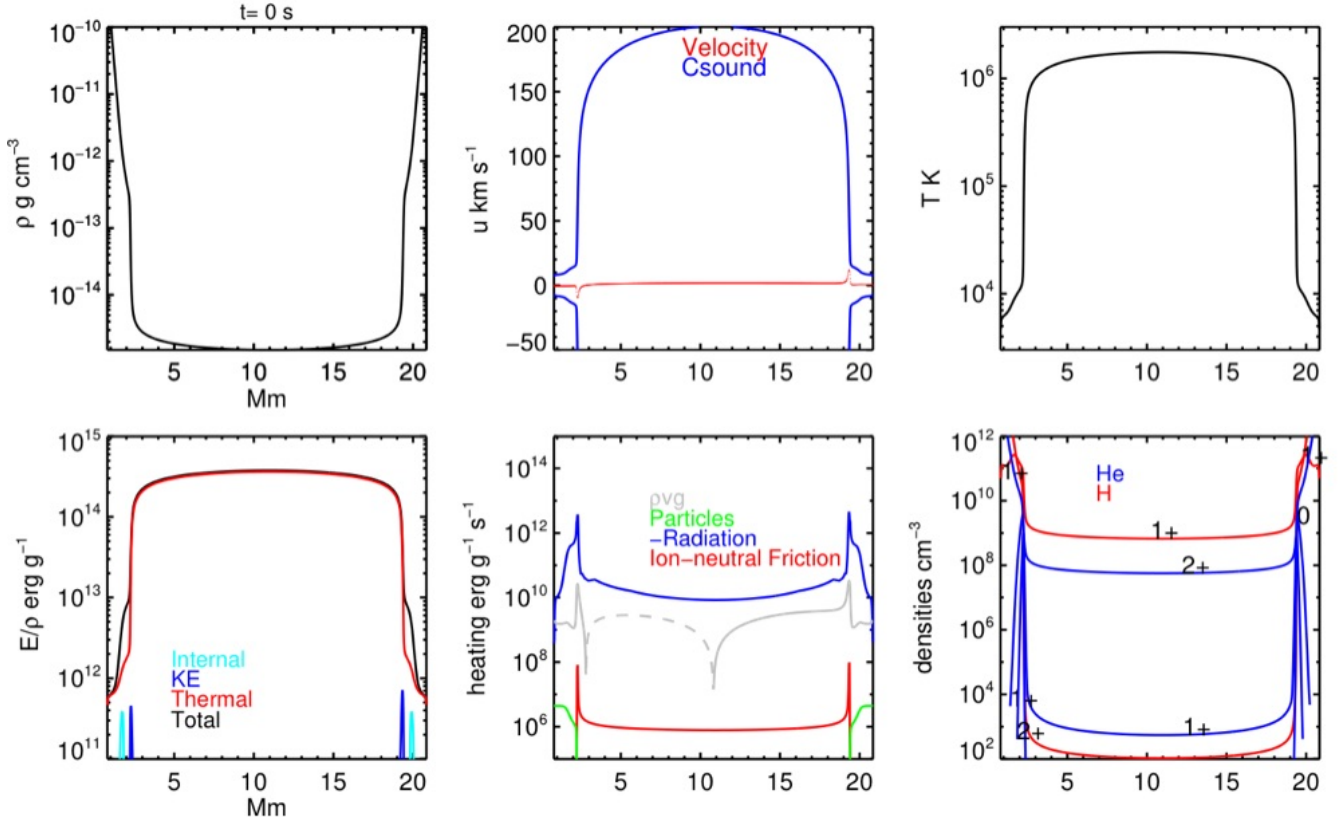 t= 0 s
10⁻¹⁰
10⁻¹¹
10⁻¹²
10⁻¹³
10⁻¹⁴
ρ g cm⁻³
5 10 15 20
Mm
200
150
100
50
0
−50
u km s⁻¹
Velocity
Csound
5 10 15 20
10⁶
10⁵
10⁴
T K
5 10 15 20
10¹⁵
10¹⁴
10¹³
10¹²
10¹¹
E/ρ erg g⁻¹
Internal
KE
Thermal
Total
5 10 15 20
Mm
10¹⁴
10¹²
10¹⁰
10⁸
10⁶
heating erg g⁻¹ s⁻¹
ρvg
Particles
−Radiation
Ion−neutral Friction
5 10 15 20
10¹²
10¹⁰
10⁸
10⁶
10⁴
10²
densities cm⁻³
He
H
1+
1+
0
2+
1+
2+
5 10 15 20